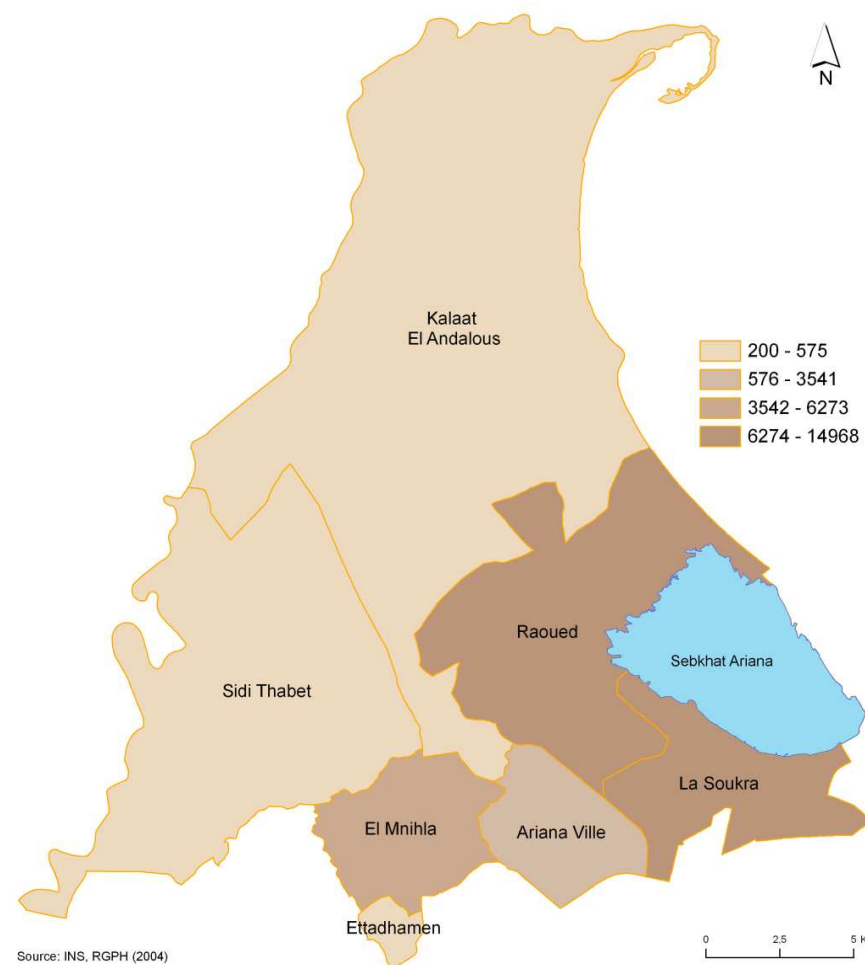 N
Kalaat
El Andalous
200 - 575
576 - 3541
3542 - 6273
6274 - 14968
Raoued
Sebkhat Ariana
Sidi Thabet
La Soukra
El Mnihla
Ariana Ville
Ettadhamen
0 2,5 5 K
Source: INS, RGPH (2004)